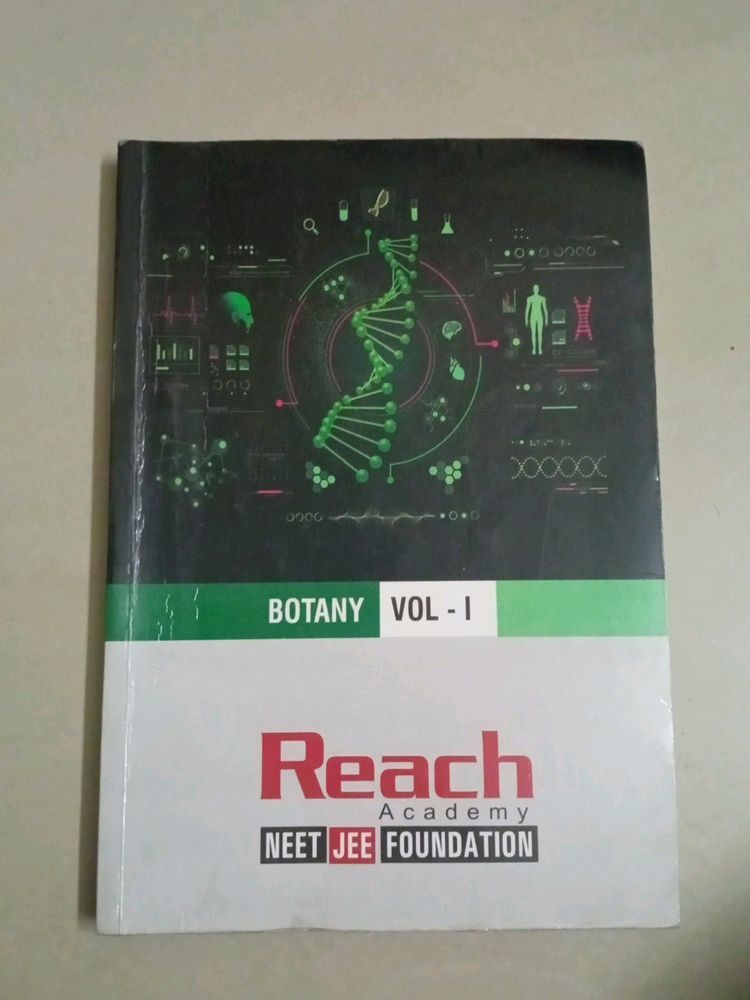 BOTANY VOL - I
Reach
Academy
NEET JEE FOUNDATION